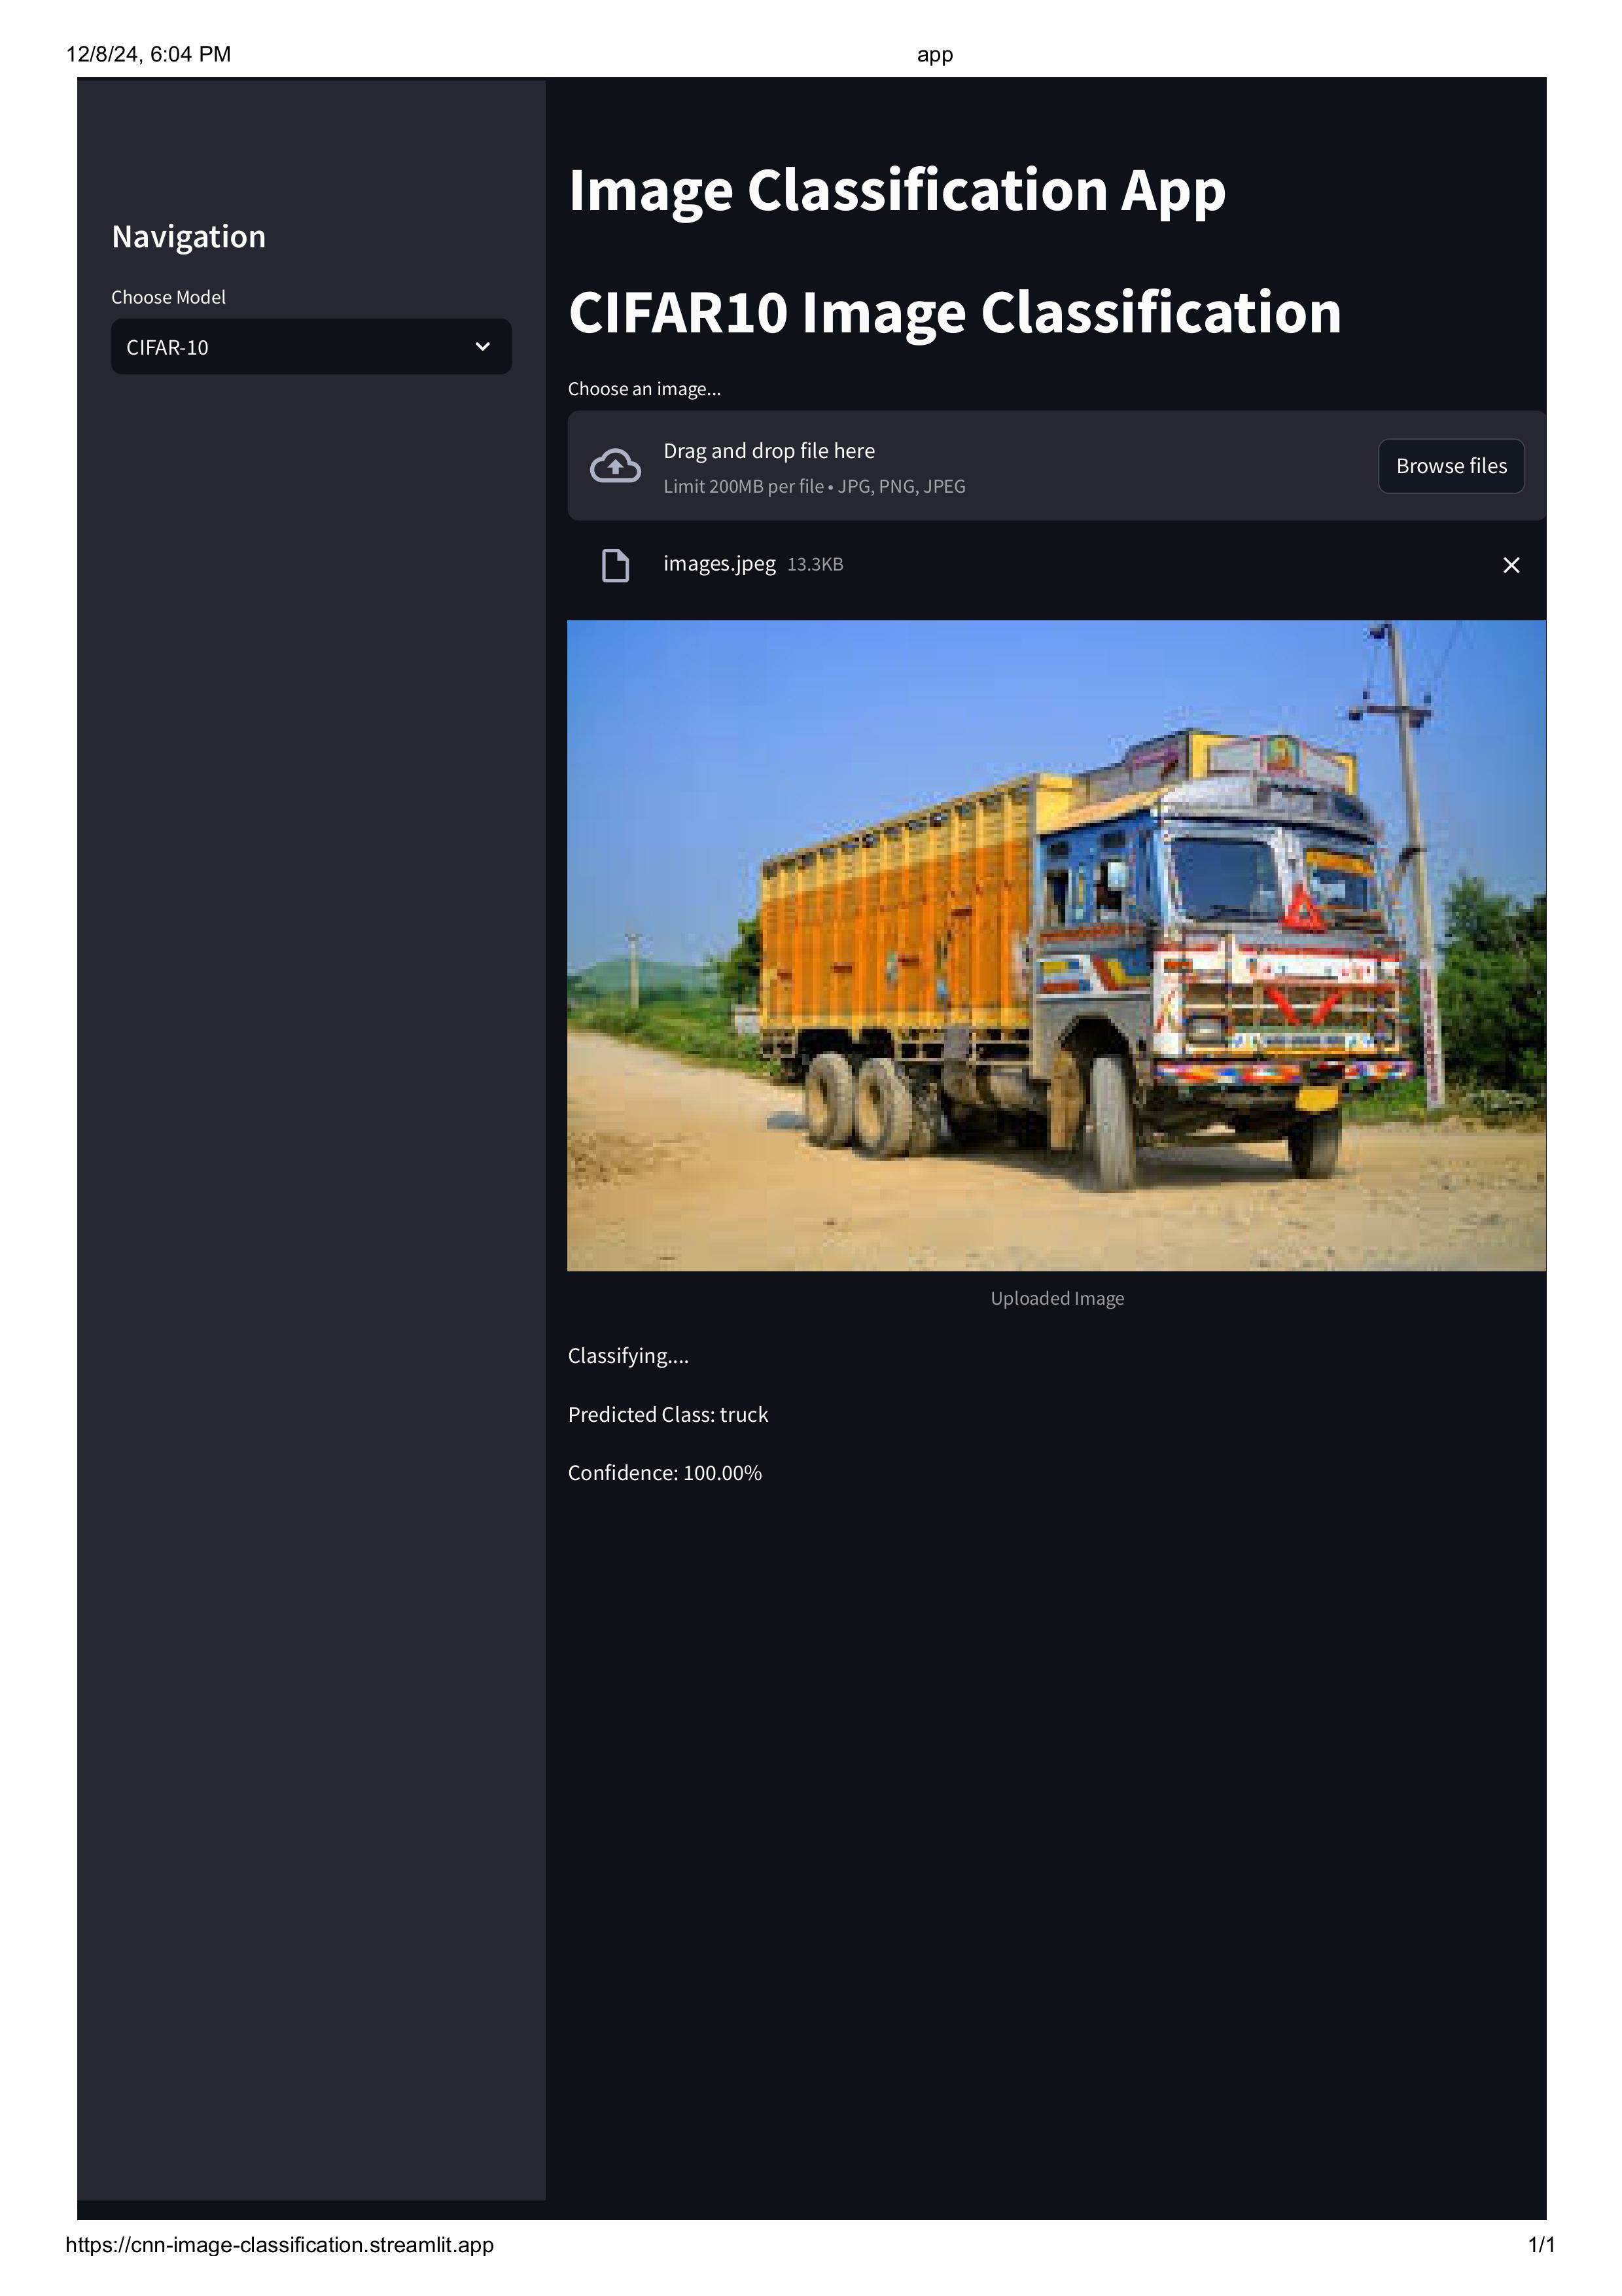 12/8/24, 6:04 PM
app
Navigation
Choose Model
CIFAR-10
Image Classification App
CIFAR10 Image Classification
Choose an image...
Drag and drop file here
Limit 200MB per file • JPG, PNG, JPEG
Browse files
images.jpeg 13.3KB
Uploaded Image
Classifying....
Predicted Class: truck
Confidence: 100.00%
https://cnn-image-classification.streamlit.app
1/1